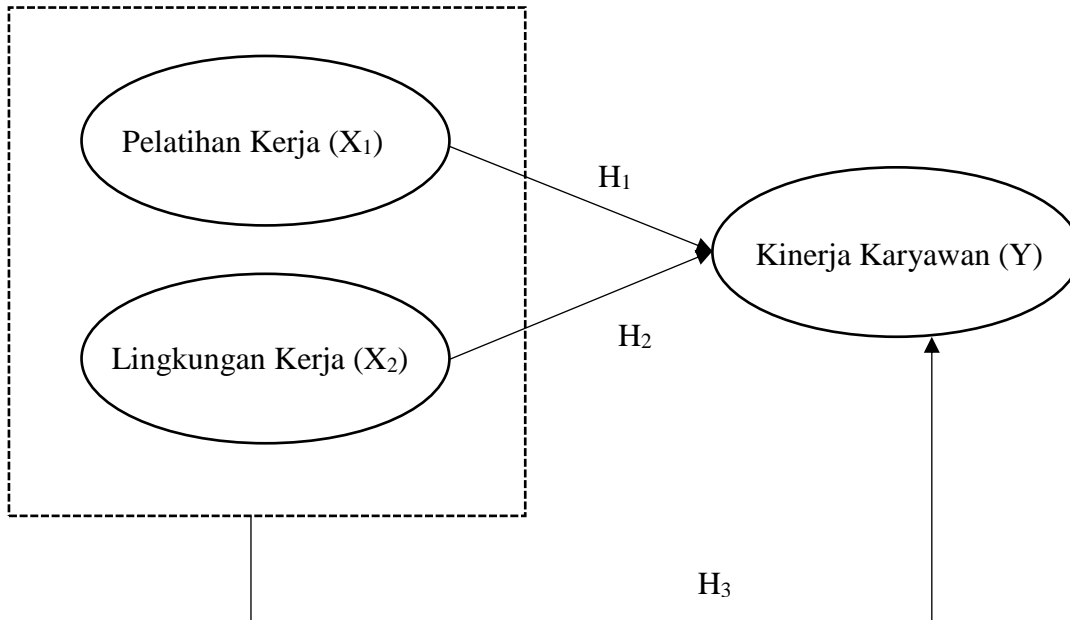 Pelatihan Kerja (X₁)
H₁
Kinerja Karyawan (Y)
H₂
Lingkungan Kerja (X₂)
H₃